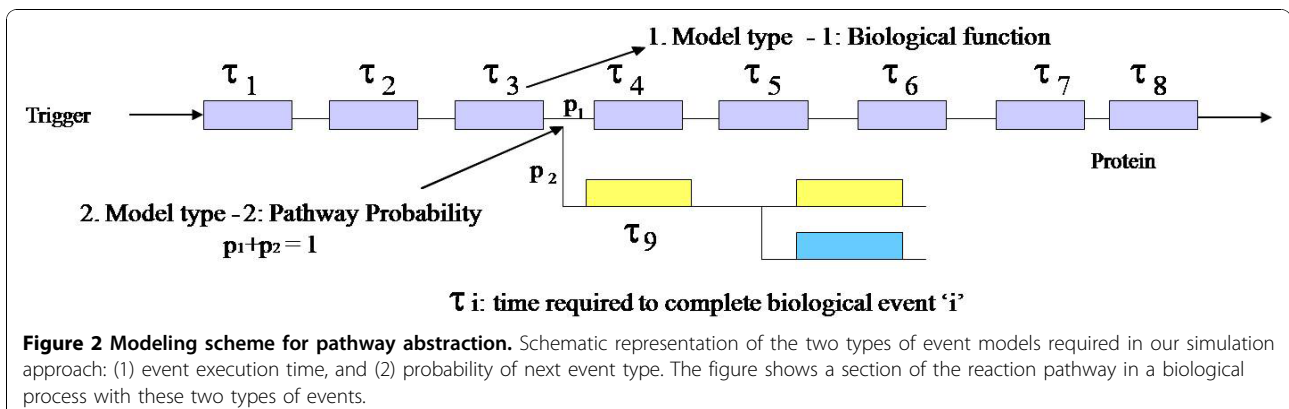 1. Model type - 1: Biological function
τ 1 τ 2 τ 3 τ 4 τ 5 τ 6 τ 7 τ 8
Trigger
p1
Protein
p2
2. Model type -2: Pathway Probability
p1+p2 = 1
τ 9
τ i: time required to complete biological event ‘i’
Figure 2 Modeling scheme for pathway abstraction. Schematic representation of the two types of event models required in our simulation
approach: (1) event execution time, and (2) probability of next event type. The figure shows a section of the reaction pathway in a biological
process with these two types of events.